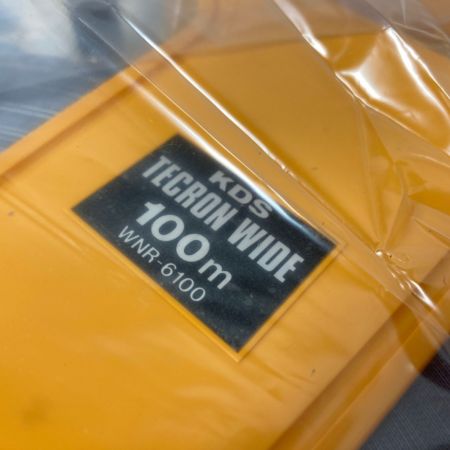 KDS
TECRON WIDE
100m
WNR-6100